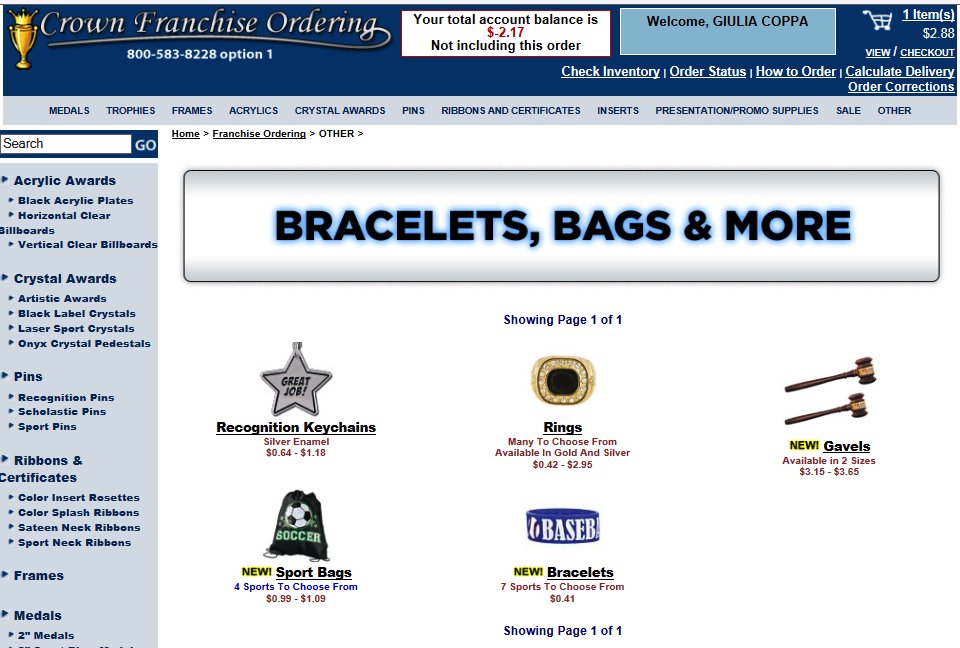 Crown Franchise Ordering
800-583-8228 option 1
Your total account balance is
$-2.17
Not including this order
Welcome, GIULIA COPPA
1 Item(s)
$2.88
VIEW / CHECKOUT
Check Inventory | Order Status | How to Order | Calculate Delivery
Order Corrections
MEDALS TROPHIES FRAMES ACRYLICS CRYSTAL AWARDS PINS RIBBONS AND CERTIFICATES INSERTS PRESENTATION/PROMO SUPPLIES SALE OTHER
Search GO
Home > Franchise Ordering > OTHER >
Acrylic Awards
Black Acrylic Plates
Horizontal Clear
Billboards
Vertical Clear Billboards
Crystal Awards
Artistic Awards
Black Label Crystals
Laser Sport Crystals
Onyx Crystal Pedestals
Pins
Recognition Pins
Scholastic Pins
Sport Pins
Ribbons &
Certificates
Color Insert Rosettes
Color Splash Ribbons
Sateen Neck Ribbons
Sport Neck Ribbons
Frames
Medals
2" Medals
BRACELETS, BAGS & MORE
Showing Page 1 of 1
GREAT
JOB!
Recognition Keychains
Silver Enamel
$0.64 - $1.18
Rings
Many To Choose From
Available In Gold And Silver
$0.42 - $2.95
NEW! Gavels
Available in 2 Sizes
$3.15 - $3.65
SOCCER
NEW! Sport Bags
4 Sports To Choose From
$0.99 - $1.09
BASEB
NEW! Bracelets
7 Sports To Choose From
$0.41
Showing Page 1 of 1